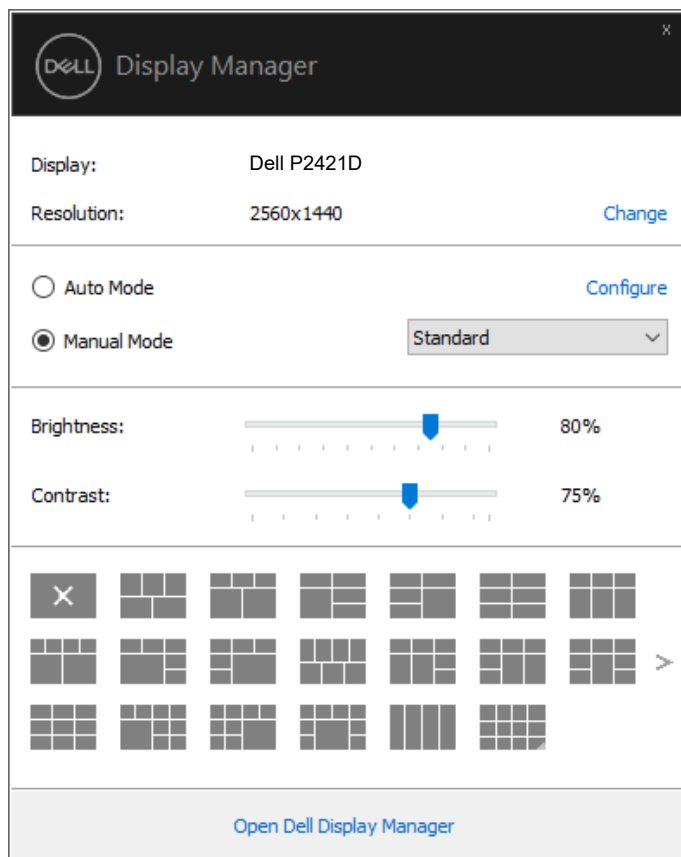 x
DELL Display Manager
Display: Dell P2421D
Resolution: 2560x1440 Change
Auto Mode Configure
Manual Mode Standard
Brightness: 80%
Contrast: 75%
Open Dell Display Manager